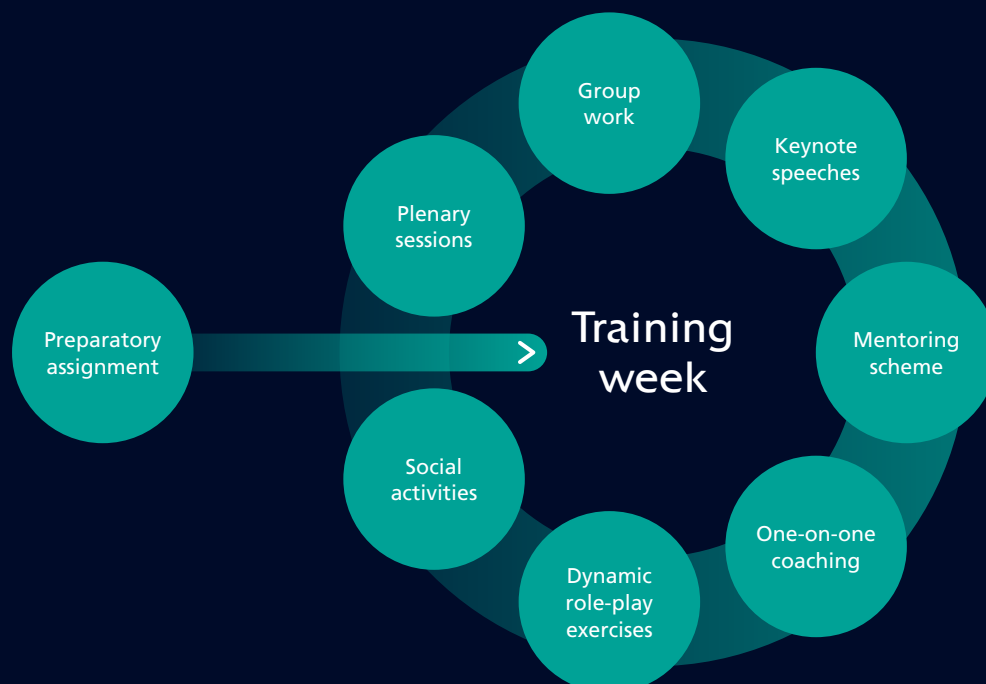 Group
work
Keynote
speeches
Plenary
sessions
Training
week
Preparatory
assignment
Mentoring
scheme
Social
activities
One-on-one
coaching
Dynamic
role-play
exercises